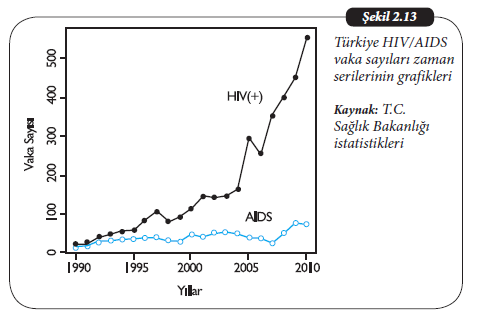 Şekil 2.13
Türkiye HIV/AIDS
vaka sayıları zaman
serilerinin grafikleri
Kaynak: T.C.
Sağlık Bakanlığı
istatistikleri
Vaka Sayısı
500
400
300
200
100
0
HIV(+)
AIDS
1990 1995 2000 2005 2010
Yıllar